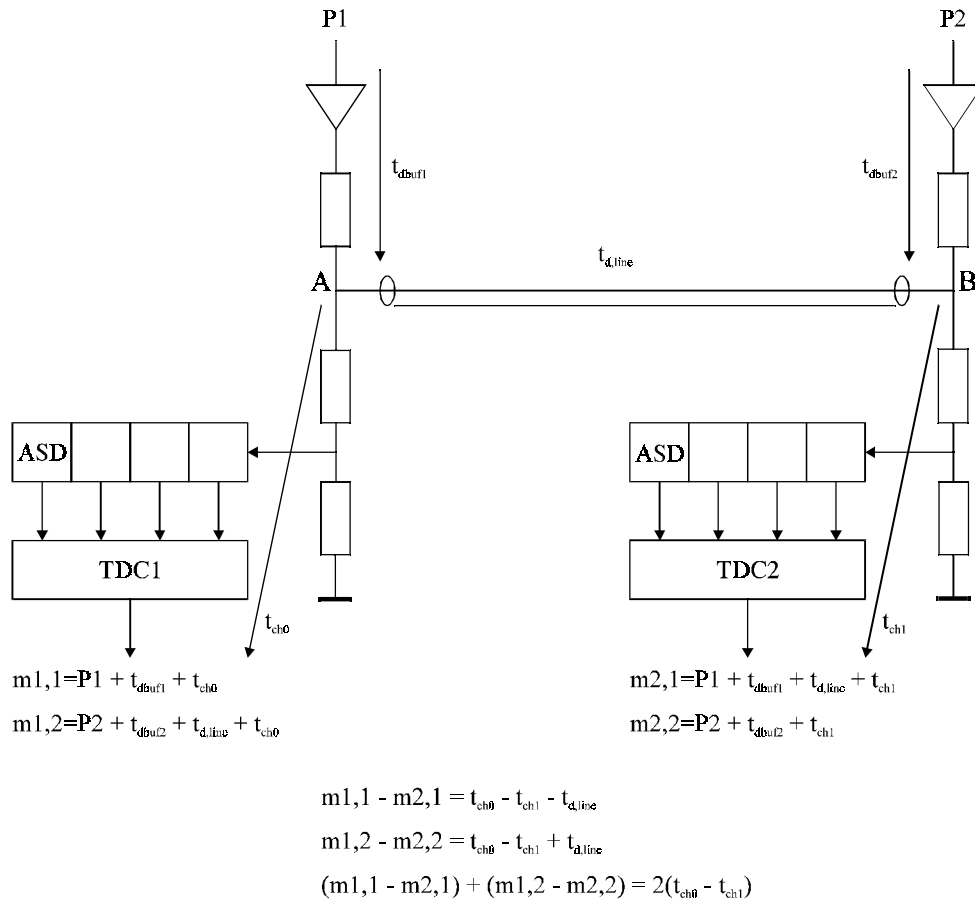 P1 P2
t_dbuf1 t_dbuf2
t_d,line
A B
ASD ASD
TDC1 TDC2
t_ch0 t_ch1
m1,1=P1 + t_dbuf1 + t_ch0 m2,1=P1 + t_dbuf1 + t_d,line + t_ch1
m1,2=P2 + t_dbuf2 + t_d,line + t_ch0 m2,2=P2 + t_dbuf2 + t_ch1
m1,1 - m2,1 = t_ch0 - t_ch1 - t_d,line
m1,2 - m2,2 = t_ch0 - t_ch1 + t_d,line
(m1,1 - m2,1) + (m1,2 - m2,2) = 2(t_ch0 - t_ch1)